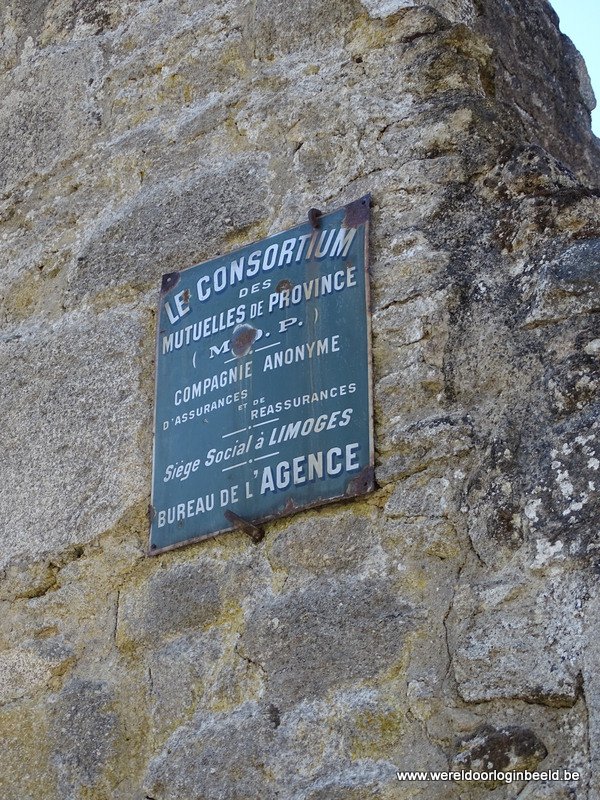 LE CONSORTIUM
DES
MUTUELLES DE PROVINCE
(M. P.)
COMPAGNIE ANONYME
D'ASSURANCES ET DE RÉASSURANCES
Siège Social à LIMOGES
BUREAU DE L'AGENCE
www.wereldoorloginbeeld.be